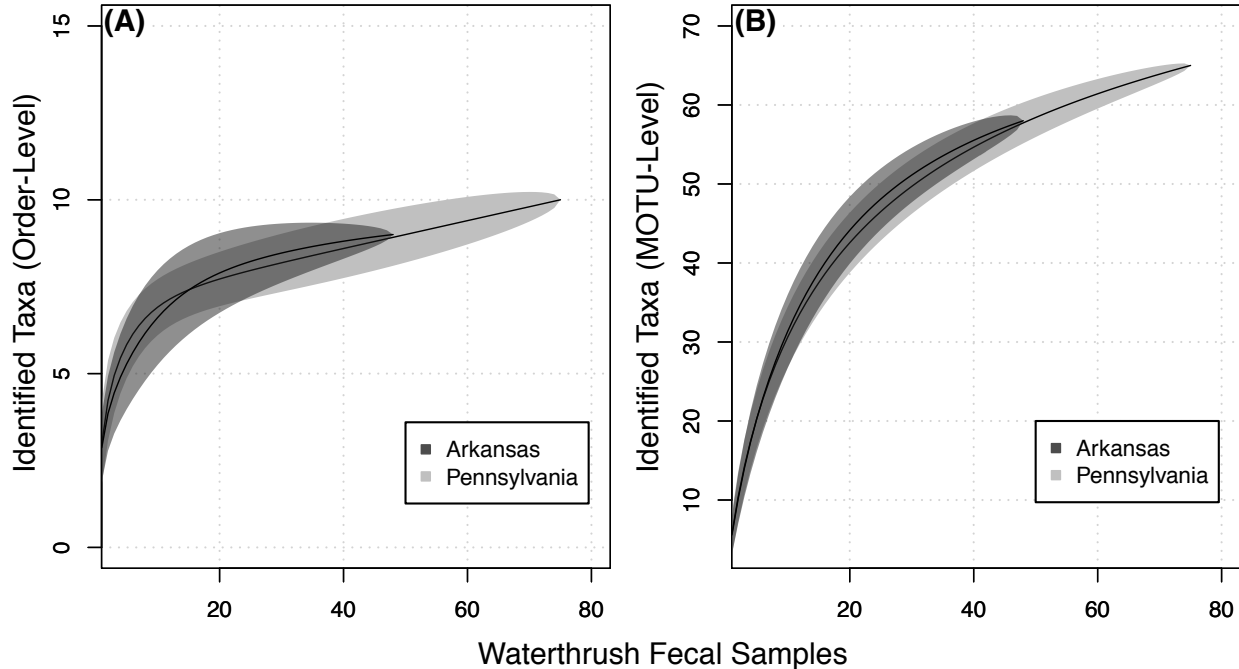 (A)
Identified Taxa (Order-Level)
15
10
5
0
20
40
60
80
Arkansas
Pennsylvania
(B)
Identified Taxa (MOTU-Level)
70
60
50
40
30
20
10
20
40
60
80
Arkansas
Pennsylvania
Waterthrush Fecal Samples